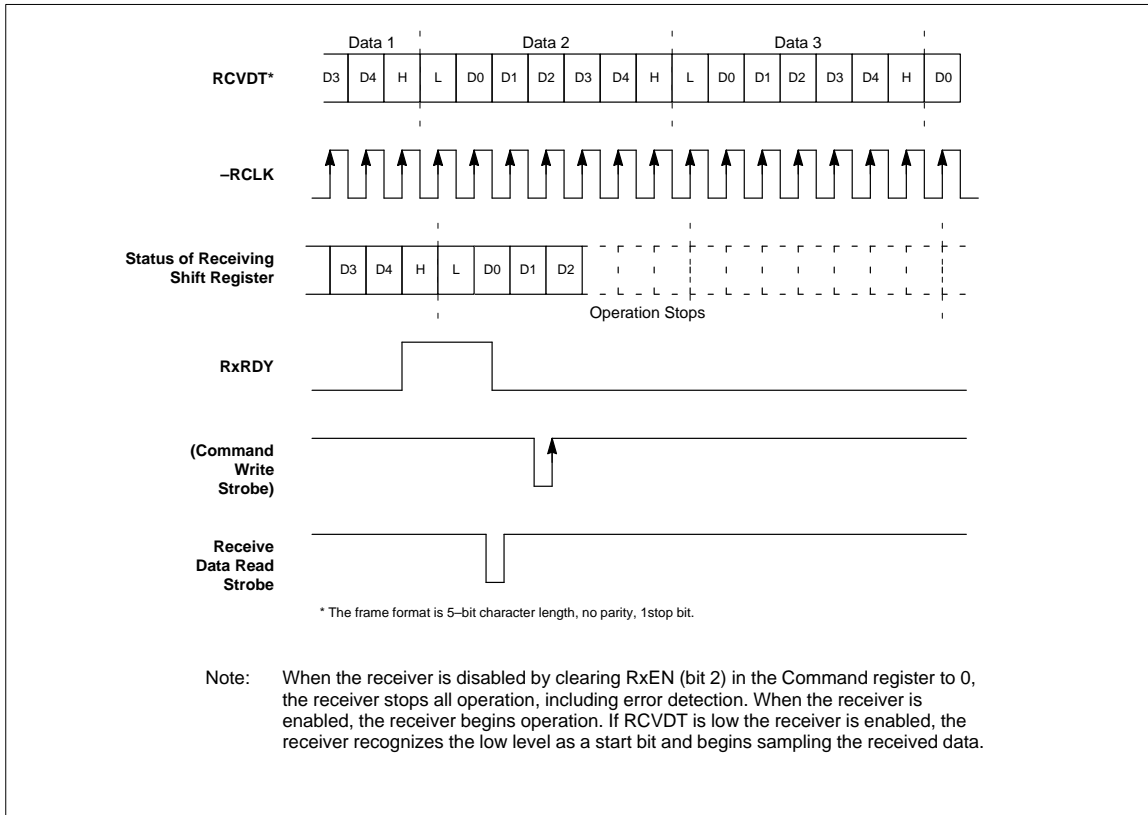 Data 1 Data 2 Data 3
RCVDT* D3 D4 H L D0 D1 D2 D3 D4 H L D0 D1 D2 D3 D4 H D0
–RCLK
Status of Receiving
Shift Register
D3 D4 H L D0 D1 D2
Operation Stops
RxRDY
(Command
Write
Strobe)
Receive
Data Read
Strobe
* The frame format is 5–bit character length, no parity, 1stop bit.
Note: When the receiver is disabled by clearing RxEN (bit 2) in the Command register to 0,
the receiver stops all operation, including error detection. When the receiver is
enabled, the receiver begins operation. If RCVDT is low the receiver is enabled, the
receiver recognizes the low level as a start bit and begins sampling the received data.